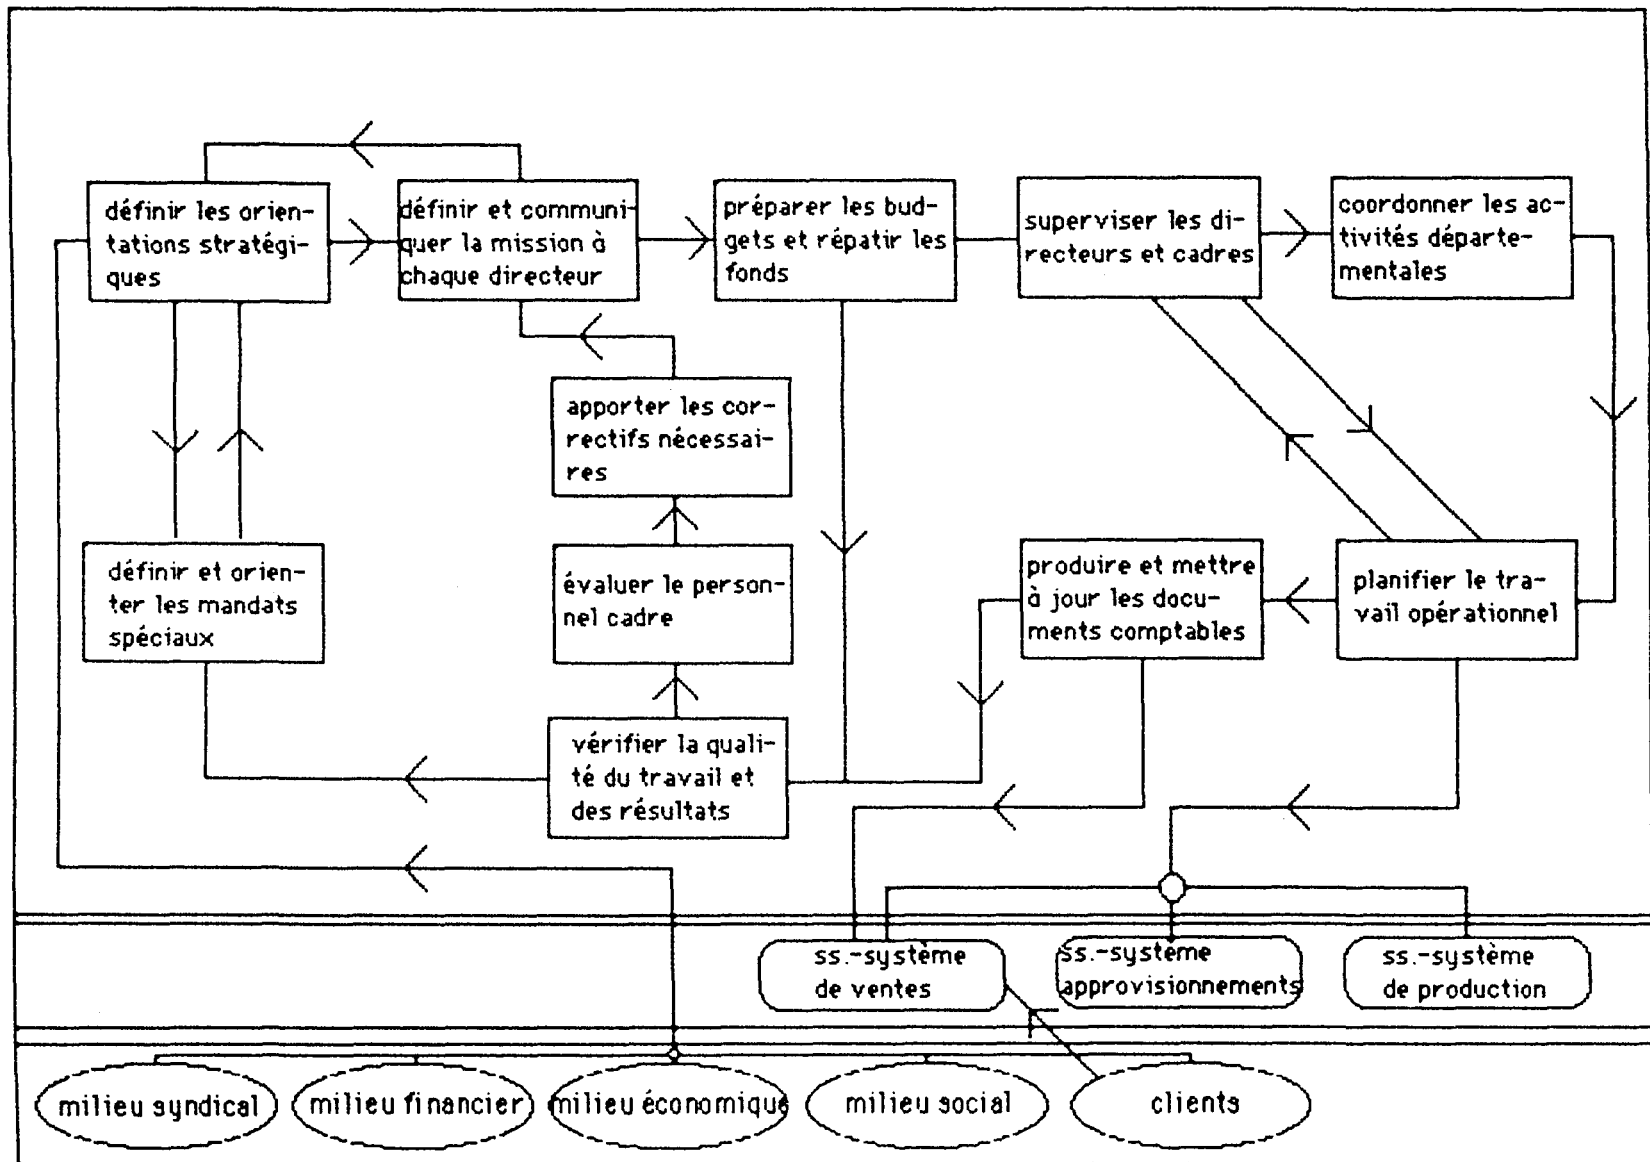 définir les orien-
tations stratégi-
ques
définir et communi-
quer la mission à
chaque directeur
préparer les bud-
gets et répatir les
fonds
superviser les di-
recteurs et cadres
coordonner les ac-
tivités départe-
mentales
apporter les cor-
rectifs nécessai-
res
définir et orien-
ter les mandats
spéciaux
évaluer le person-
nel cadre
produire et mettre
à jour les docu-
ments comptables
planifier le tra-
vail opérationnel
vérifier la quali-
té du travail et
des résultats
ss.-système
de ventes
ss.-système
approvisionnements
ss.-système
de production
milieu syndical
milieu financier
milieu économique
milieu social
clients